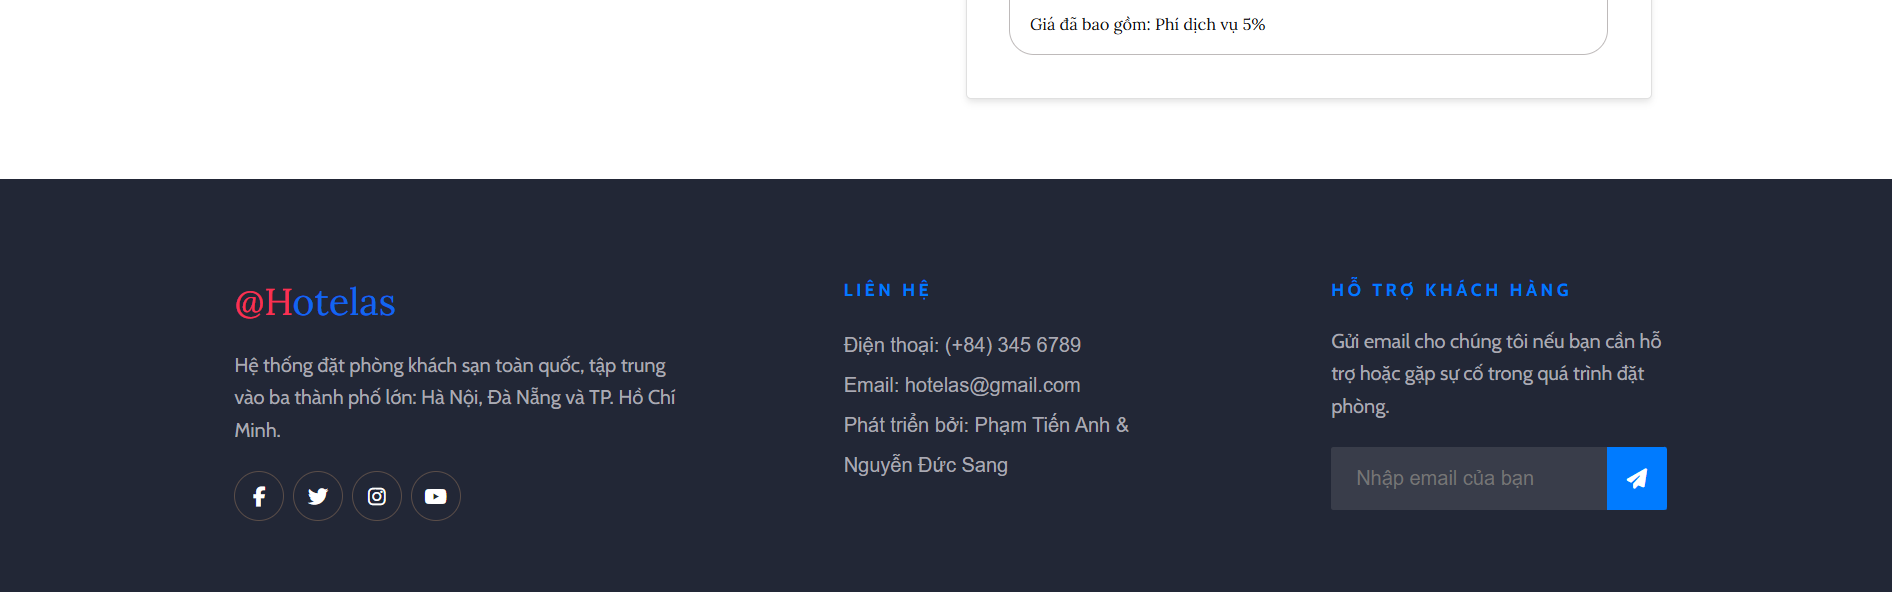 Giá đã bao gồm: Phí dịch vụ 5%
@Hotelas
Hệ thống đặt phòng khách sạn toàn quốc, tập trung
vào ba thành phố lớn: Hà Nội, Đà Nẵng và TP. Hồ Chí
Minh.
LIÊN HỆ
Điện thoại: (+84) 345 6789
Email: hotelas@gmail.com
Phát triển bởi: Phạm Tiến Anh &
Nguyễn Đức Sang
HỖ TRỢ KHÁCH HÀNG
Gửi email cho chúng tôi nếu bạn cần hỗ
trợ hoặc gặp sự cố trong quá trình đặt
phòng.
Nhập email của bạn